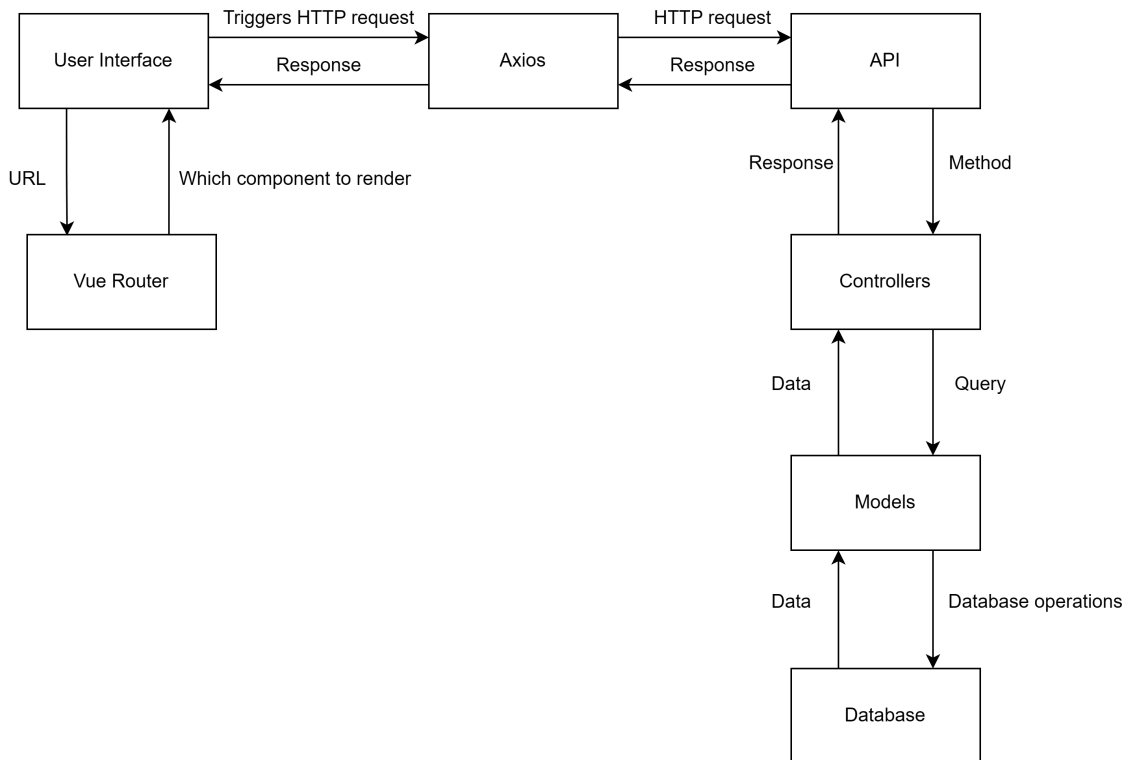 Triggers HTTP request
HTTP request
User Interface
Axios
API
Response
Response
URL
Which component to render
Response
Method
Vue Router
Controllers
Data
Query
Models
Data
Database operations
Database